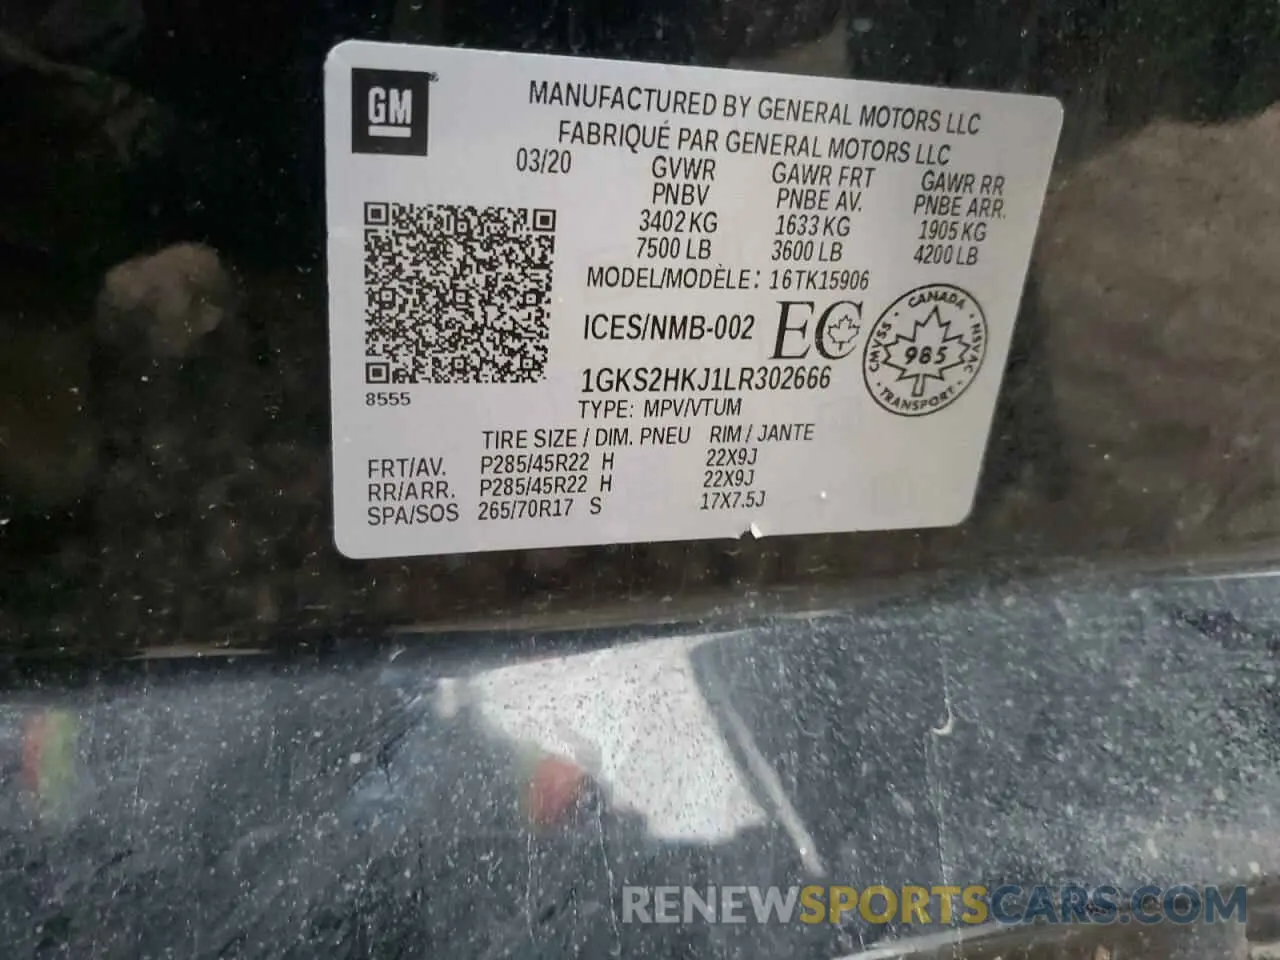 GM
MANUFACTURED BY GENERAL MOTORS LLC
FABRIQUÉ PAR GENERAL MOTORS LLC
03/20 GVWR GAWR FRT GAWR RR
PNBV PNBE AV. PNBE ARR.
3402 KG 1633 KG 1905 KG
7500 LB 3600 LB 4200 LB
MODEL/MODÈLE: 16TK15906
ICES/NMB-002 EC
CANADA
CMVSS · NSVAC
985
TRANSPORT
1GKS2HKJ1LR302666
8555
TYPE: MPV/VTUM
TIRE SIZE / DIM. PNEU RIM / JANTE
FRT/AV. P285/45R22 H 22X9J
RR/ARR. P285/45R22 H 22X9J
SPA/SOS 265/70R17 S 17X7.5J
RENEWSPORTSCARS.COM